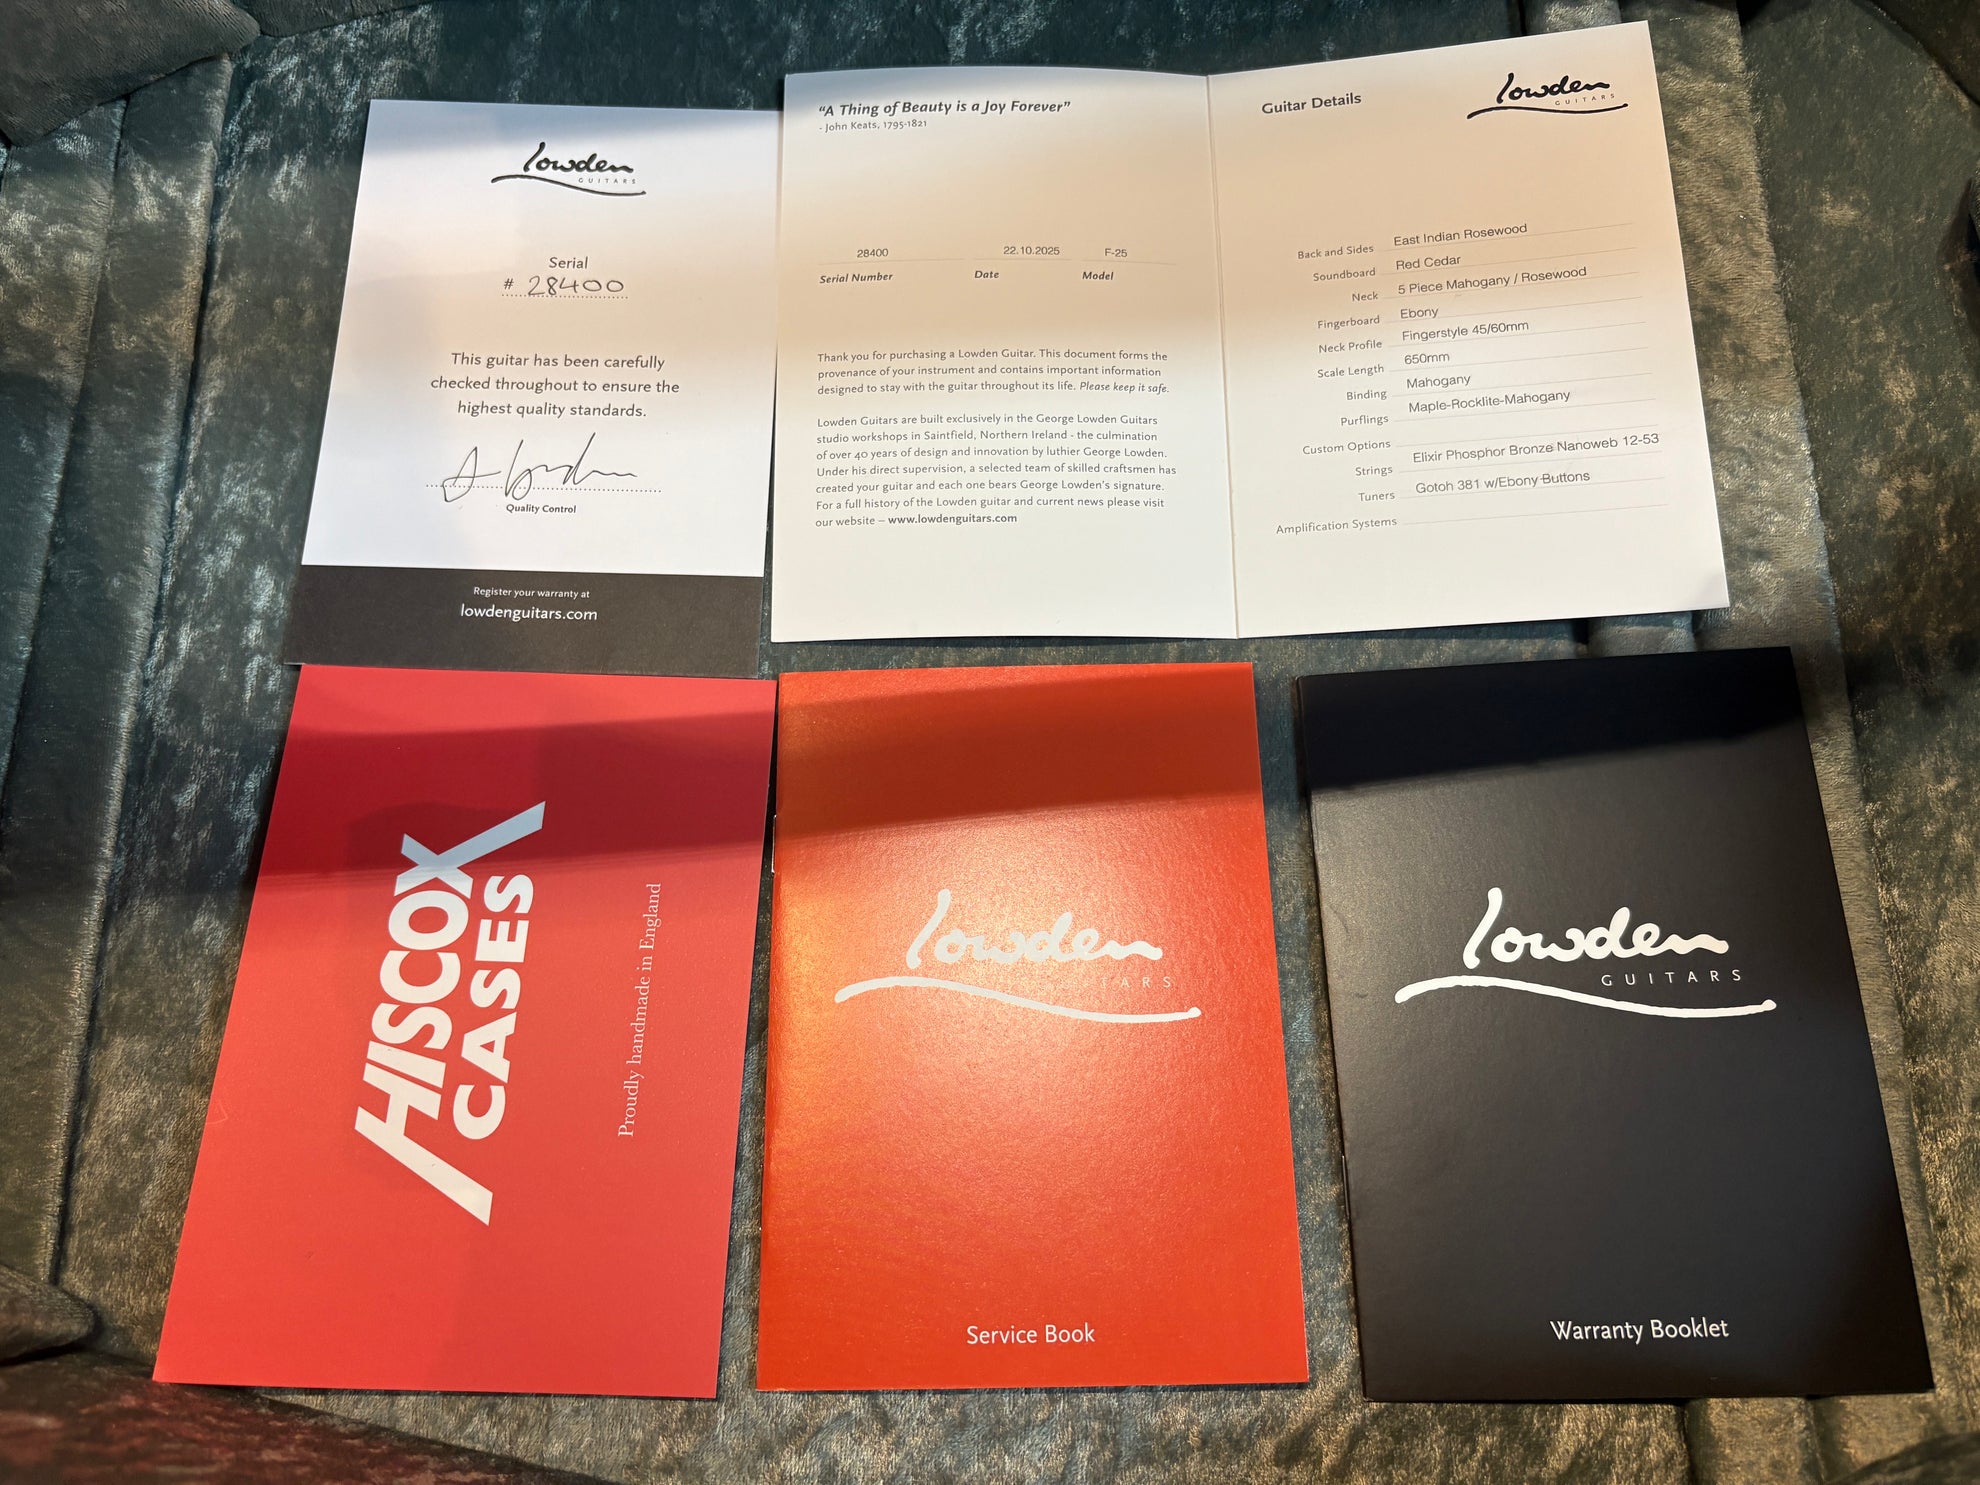 lowden
GUITARS
Serial
# 28400
This guitar has been carefully
checked throughout to ensure the
highest quality standards.
Quality Control
Register your warranty at
lowdenguitars.com
"A Thing of Beauty is a Joy Forever"
- John Keats, 1795-1821
28400 22.10.2025 F-25
Serial Number Date Model
Thank you for purchasing a Lowden Guitar. This document forms the
provenance of your instrument and contains important information
designed to stay with the guitar throughout its life. Please keep it safe.
Lowden Guitars are built exclusively in the George Lowden Guitars
studio workshops in Saintfield, Northern Ireland - the culmination
of over 40 years of design and innovation by luthier George Lowden.
Under his direct supervision, a selected team of skilled craftsmen has
created your guitar and each one bears George Lowden's signature.
For a full history of the Lowden guitar and current news please visit
our website – www.lowdenguitars.com
Guitar Details
lowden
GUITARS
Back and Sides East Indian Rosewood
Soundboard Red Cedar
Neck 5 Piece Mahogany / Rosewood
Fingerboard Ebony
Neck Profile Fingerstyle 45/60mm
Scale Length 650mm
Binding Mahogany
Purflings Maple-Rocklite-Mahogany
Custom Options
Strings Elixir Phosphor Bronze Nanoweb 12-53
Tuners Gotoh 381 w/Ebony Buttons
Amplification Systems
HISCOX
CASES
Proudly handmade in England
lowden
Service Book
lowden
GUITARS
Warranty Booklet